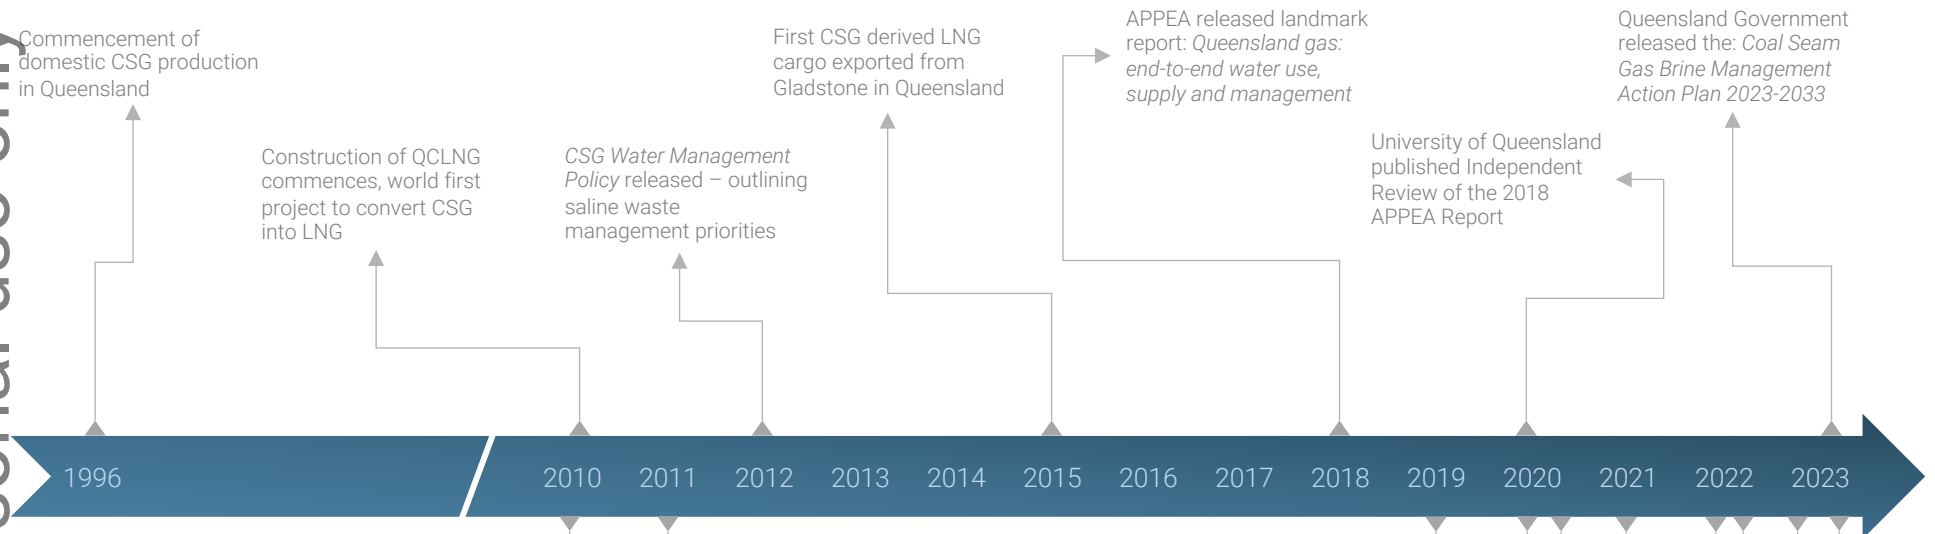 Commencement of
domestic CSG production
in Queensland
Construction of QCLNG
commences, world first
project to convert CSG
into LNG
CSG Water Management
Policy released – outlining
saline waste
management priorities
First CSG derived LNG
cargo exported from
Gladstone in Queensland
APPEA released landmark
report: Queensland gas:
end-to-end water use,
supply and management
University of Queensland
published Independent
Review of the 2018
APPEA Report
Queensland Government
released the: Coal Seam
Gas Brine Management
Action Plan 2023-2033
1996 2010 2011 2012 2013 2014 2015 2016 2017 2018 2019 2020 2021 2022 2023